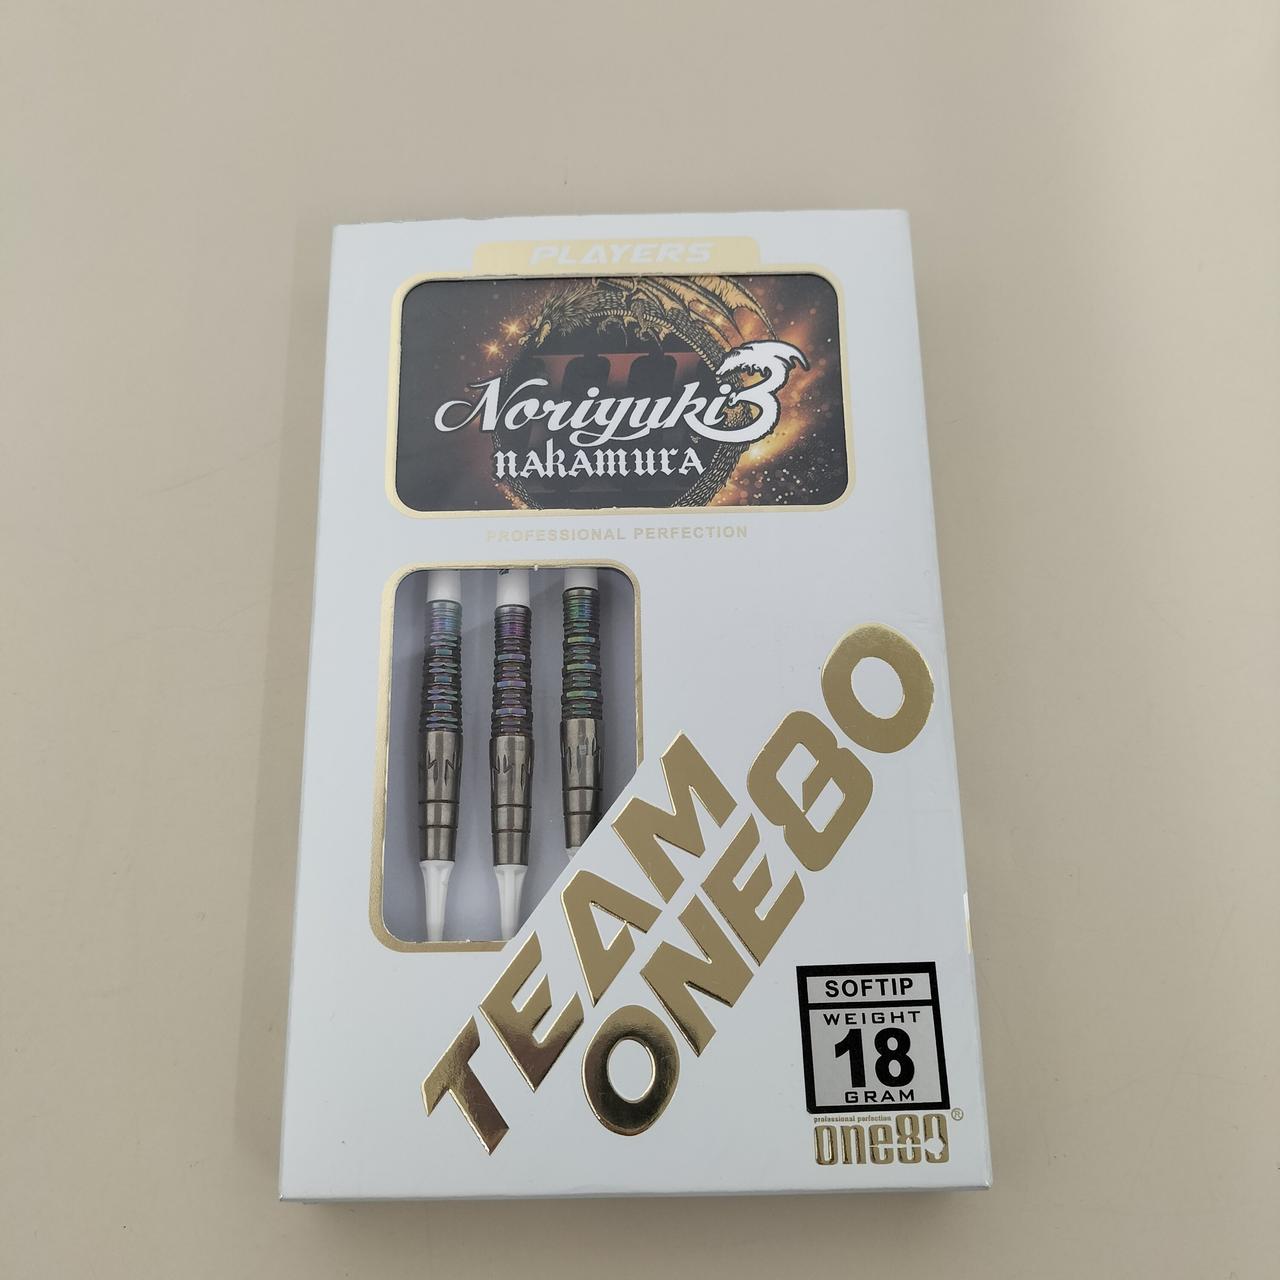 PLAYERS
Noriyuki 3
nakamura
PROFESSIONAL PERFECTION
TEAM
ONE80
SOFTIP
WEIGHT
18
GRAM
professional perfection
one80®